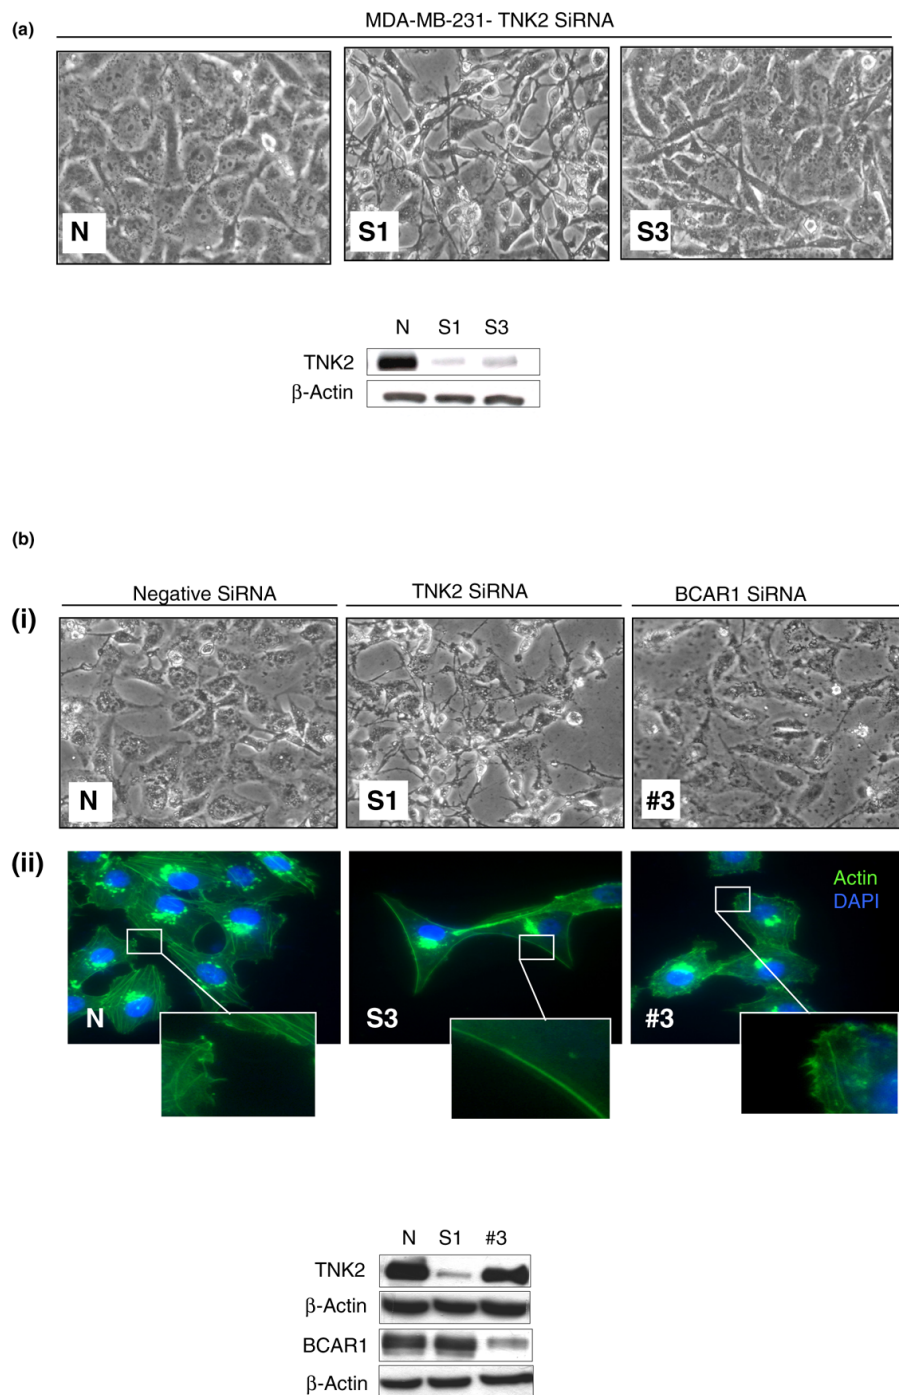 (a)
MDA-MB-231- TNK2 SiRNA
N
S1
S3
N S1 S3
TNK2
β-Actin
(b)
Negative SiRNA
TNK2 SiRNA
BCAR1 SiRNA
(i)
N
S1
#3
(ii)
Actin
DAPI
N
S3
#3
N S1 #3
TNK2
β-Actin
BCAR1
β-Actin